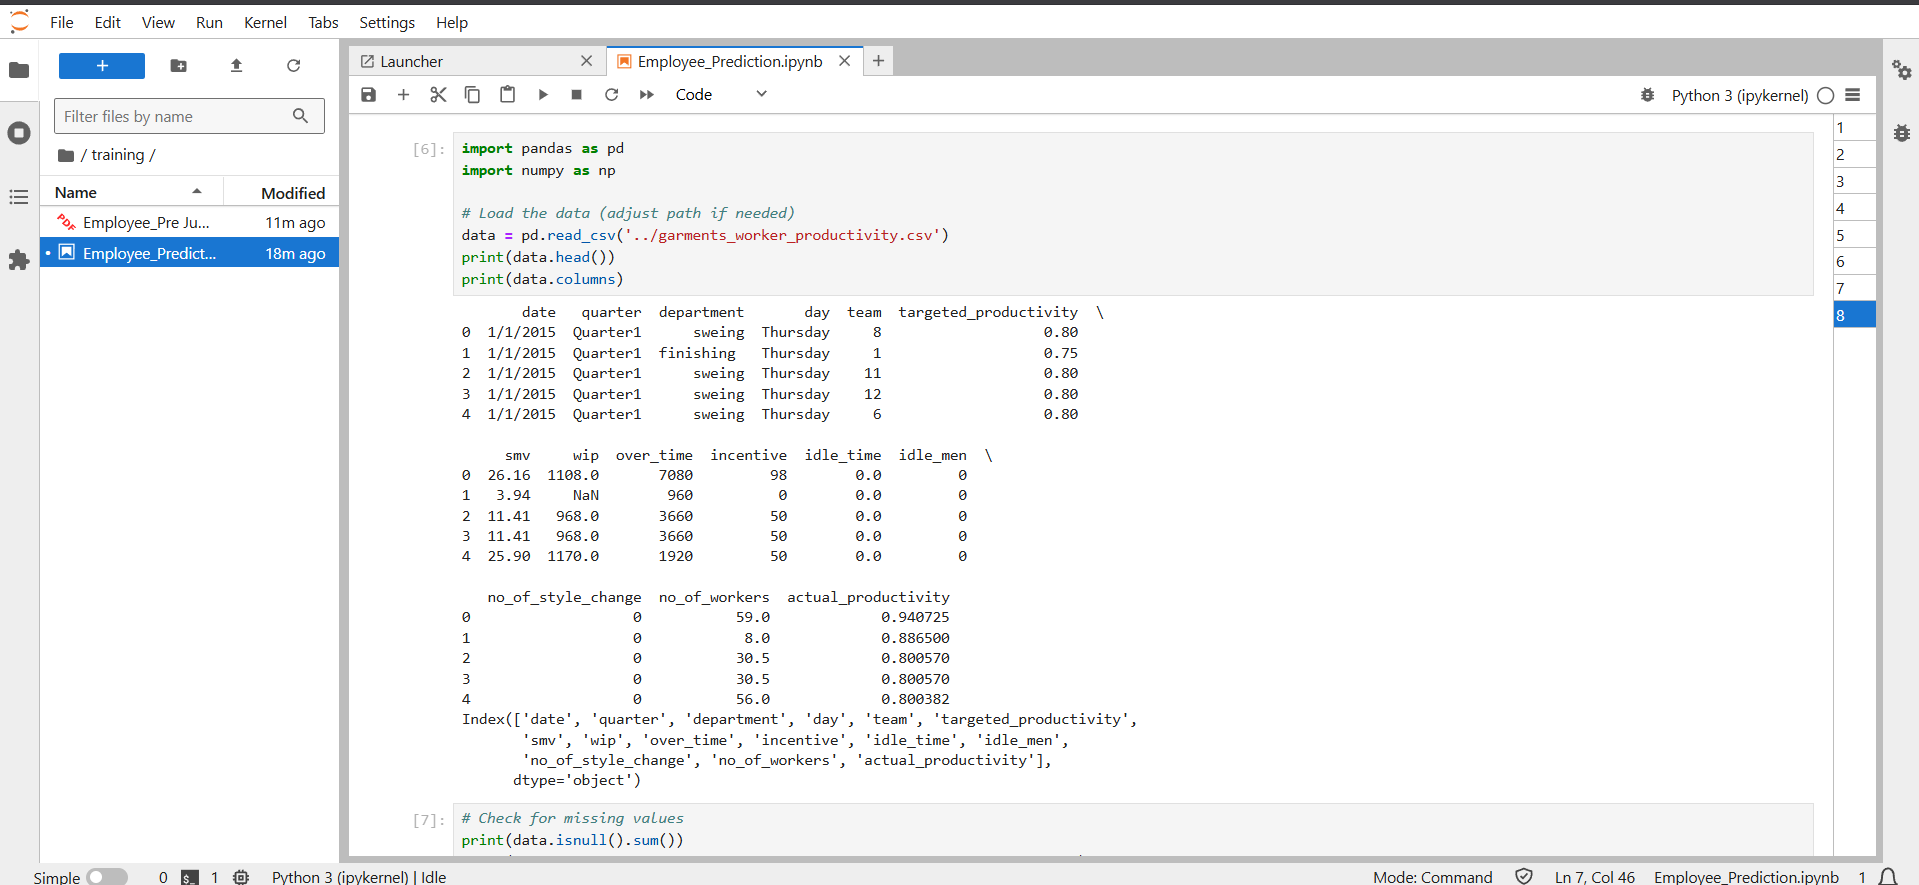 File Edit View Run Kernel Tabs Settings Help
Filter files by name
/ training /
Name Modified
PDF Employee_Pre Ju... 11m ago
Employee_Predict... 18m ago
Launcher
Employee_Prediction.ipynb
Code
Python 3 (ipykernel)
[6]:
import pandas as pd
import numpy as np
# Load the data (adjust path if needed)
data = pd.read_csv('../garments_worker_productivity.csv')
print(data.head())
print(data.columns)
date quarter department day team targeted_productivity \
0 1/1/2015 Quarter1 sweing Thursday 8 0.80
1 1/1/2015 Quarter1 finishing Thursday 1 0.75
2 1/1/2015 Quarter1 sweing Thursday 11 0.80
3 1/1/2015 Quarter1 sweing Thursday 12 0.80
4 1/1/2015 Quarter1 sweing Thursday 6 0.80
smv wip over_time incentive idle_time idle_men \
0 26.16 1108.0 7080 98 0.0 0
1 3.94 NaN 960 0 0.0 0
2 11.41 968.0 3660 50 0.0 0
3 11.41 968.0 3660 50 0.0 0
4 25.90 1170.0 1920 50 0.0 0
no_of_style_change no_of_workers actual_productivity
0 0 59.0 0.940725
1 0 8.0 0.886500
2 0 30.5 0.800570
3 0 30.5 0.800570
4 0 56.0 0.800382
Index(['date', 'quarter', 'department', 'day', 'team', 'targeted_productivity',
'smv', 'wip', 'over_time', 'incentive', 'idle_time', 'idle_men',
'no_of_style_change', 'no_of_workers', 'actual_productivity'],
dtype='object')
[7]:
# Check for missing values
print(data.isnull().sum())
1
2
3
4
5
6
7
8
Simple 0 $_ 1 Python 3 (ipykernel) | Idle Mode: Command Ln 7, Col 46 Employee_Prediction.ipynb 1